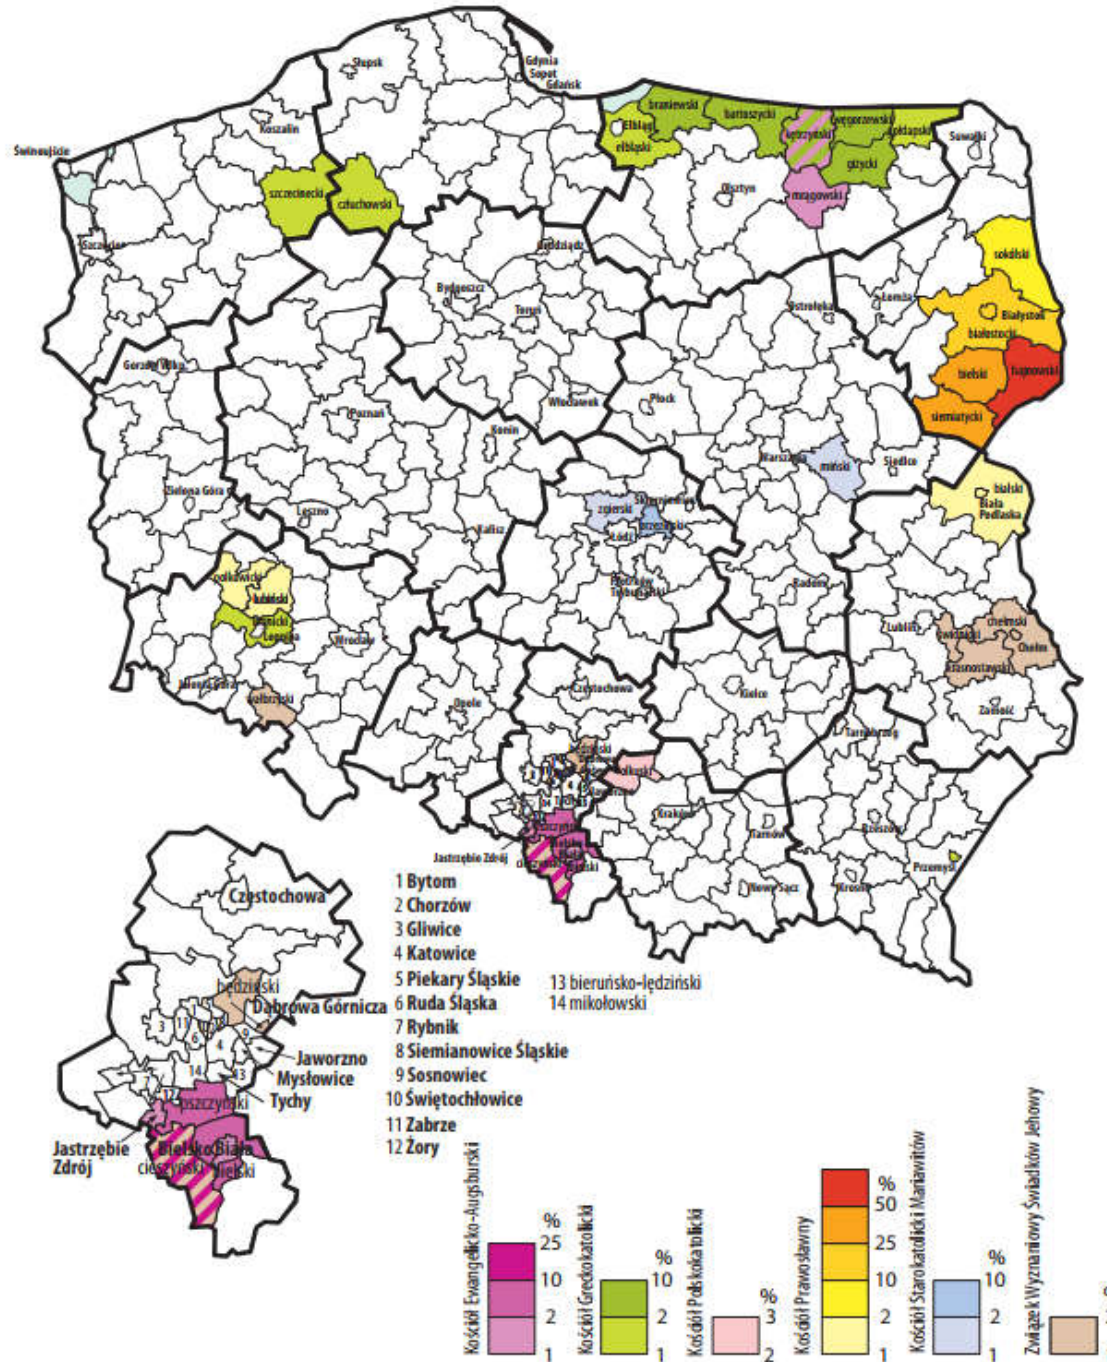 Słupsk
Gdynia
Sopot
Gdańsk
Koszalin
Świnoujście
szczecinecki
człuchowski
Szczecin
Elbląg
elbląski
braniewski
bartoszycki
kętrzyński
węgorzewski
gołdapski
giżycki
mrągowski
Olsztyn
Suwałki
sokólski
Grudziądz
Bydgoszcz
Toruń
Ostrołęka
Łomża
Białystok
białostocki
bielski
hajnowski
siemiatycki
Gorzów Wlkp.
Poznań
Włocławek
Płock
Konin
Warszawa
miński
Siedlce
bialski
Biała
Podlaska
Zielona Góra
Leszno
Kalisz
zgierski
Skierniewice
brzeziński
Łódź
Piotrków
Trybunalski
Radom
polkowicki
lubiński
legnicki
Legnica
Wrocław
Jelenia Góra
wałbrzyski
Lublin
świdnicki
chełmski
Chełm
krasnostawski
Zamość
Opole
Częstochowa
Kielce
Tarnobrzeg
będziński
olkuski
Kraków
Tarnów
Rzeszów
Przemyśl
Krosno
Nowy Sącz
Jastrzębie Zdrój
Częstochowa
będziński
Dąbrowa Górnicza
Jaworzno
Mysłowice
Tychy
pszczyński
Jastrzębie
Zdrój
Bielsko Biała
cieszyński
bielski
1 Bytom
2 Chorzów
3 Gliwice
4 Katowice
5 Piekary Śląskie
6 Ruda Śląska
7 Rybnik
8 Siemianowice Śląskie
9 Sosnowiec
10 Świętochłowice
11 Zabrze
12 Żory
13 bieruńsko-lędziński
14 mikołowski
Kościół Ewangelicko-Augsburski
%
25
10
2
1
Kościół Greckokatolicki
%
10
2
1
Kościół Polskokatolicki
%
3
2
Kościół Prawosławny
%
50
25
10
2
1
Kościół Starokatolicki Mariawitów
%
10
2
1
Związek Wyznaniowy Świadków Jehowy